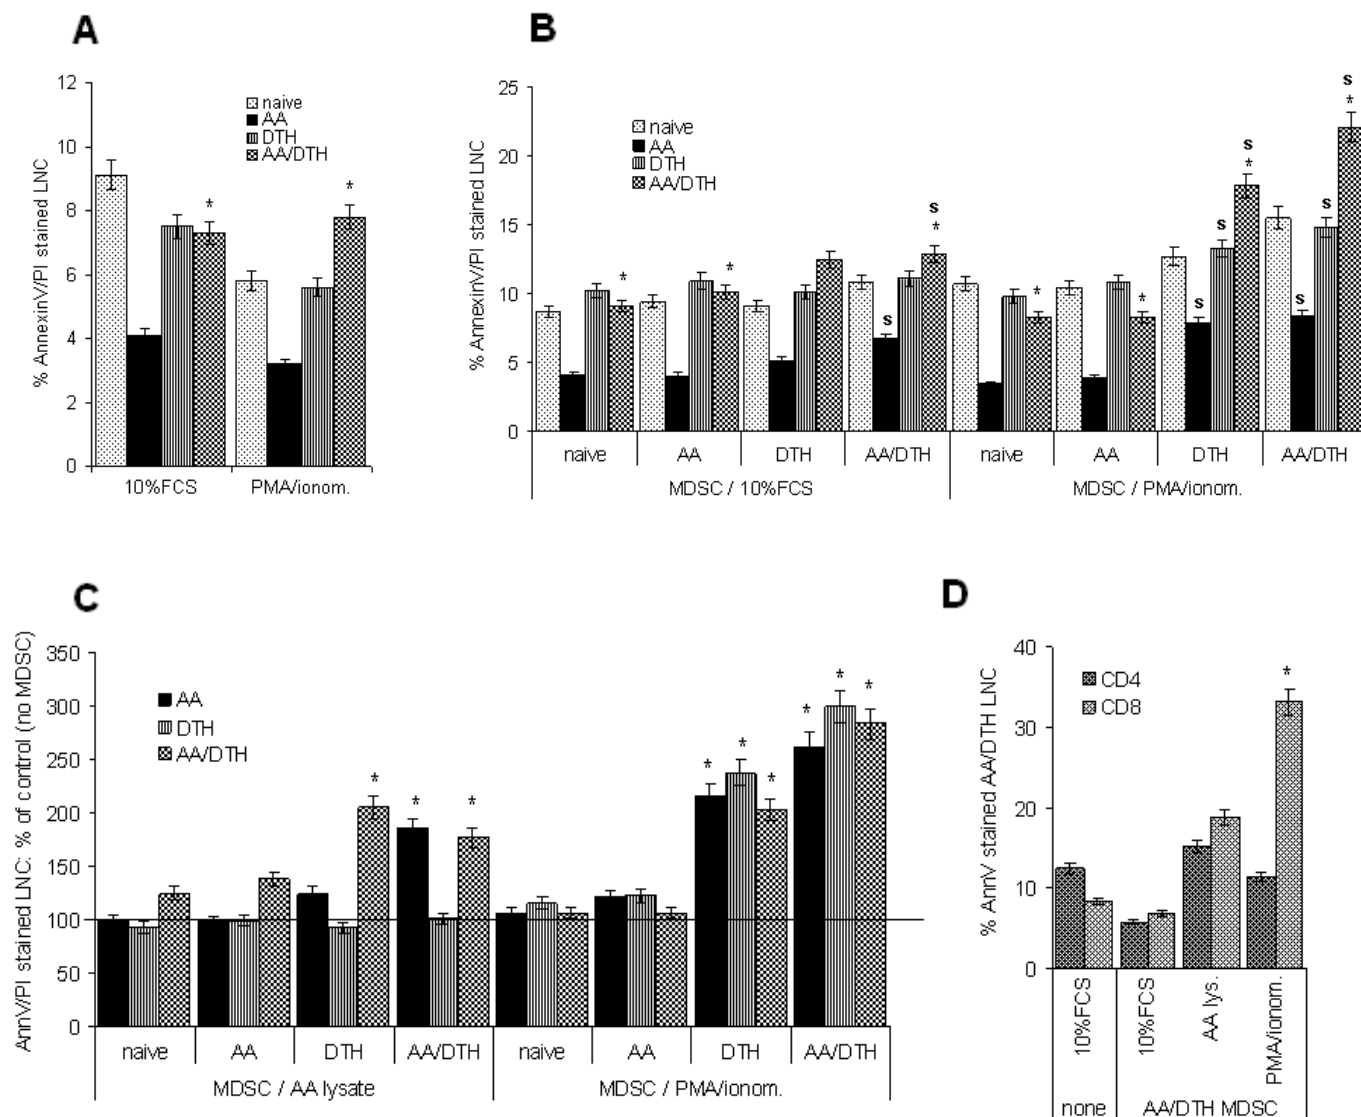 A
% AnnexinV/PI stained LNC
12
10
8
6
4
2
0
naive
AA
DTH
AA/DTH
*
*
10%FCS PMA/ionom.
B
% AnnexinV/PI stained LNC
25
20
15
10
5
0
naive
AA
DTH
AA/DTH
*
*
s
s
*
*
*
s
s
s
*
s
s
s
*
naive AA DTH AA/DTH naive AA DTH AA/DTH
MDSC / 10%FCS MDSC / PMA/ionom.
C
AnnV/PI stained LNC: % of control (no MDSC)
350
300
250
200
150
100
50
0
AA
DTH
AA/DTH
*
*
*
*
*
*
*
*
*
naive AA DTH AA/DTH naive AA DTH AA/DTH
MDSC / AA lysate MDSC / PMA/ionom.
D
% AnnV stained AA/DTH LNC
40
30
20
10
0
CD4
CD8
*
10%FCS
10%FCS
AA lys.
PMA/ionom.
none AA/DTH MDSC